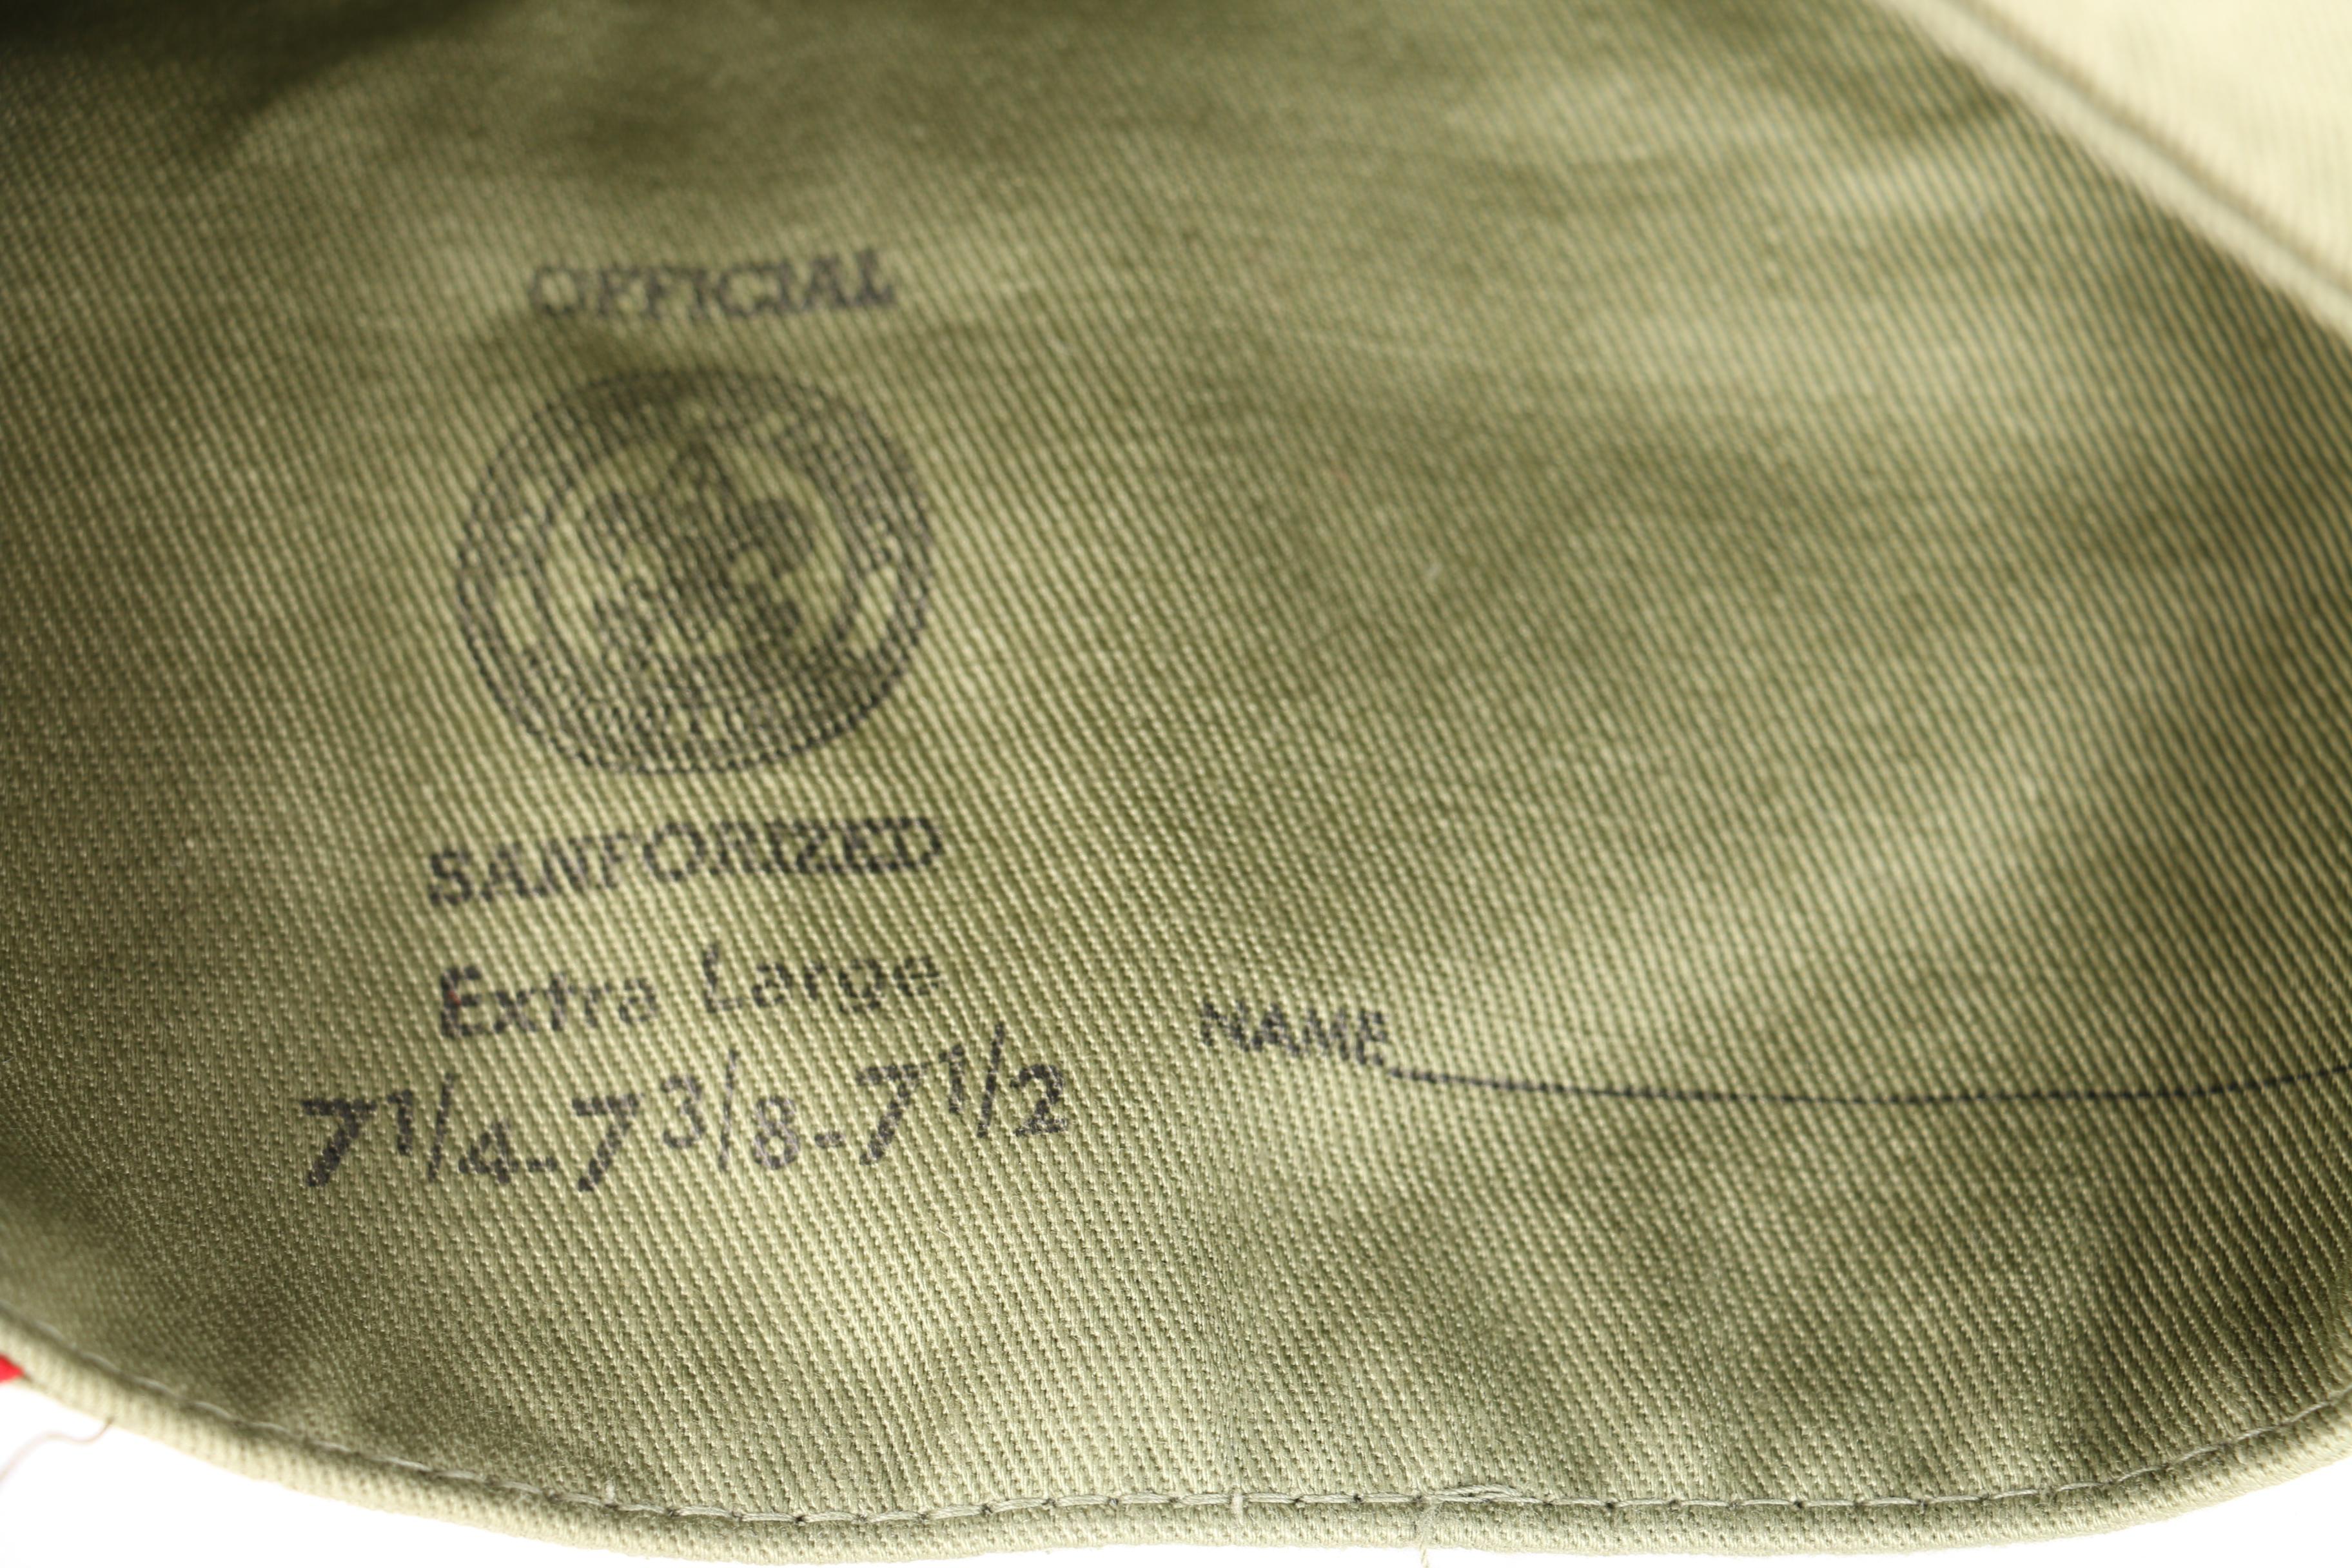 OFFICIAL
SANFORIZED
Extra Large
7 1/4-7 3/8-7 1/2
NAME